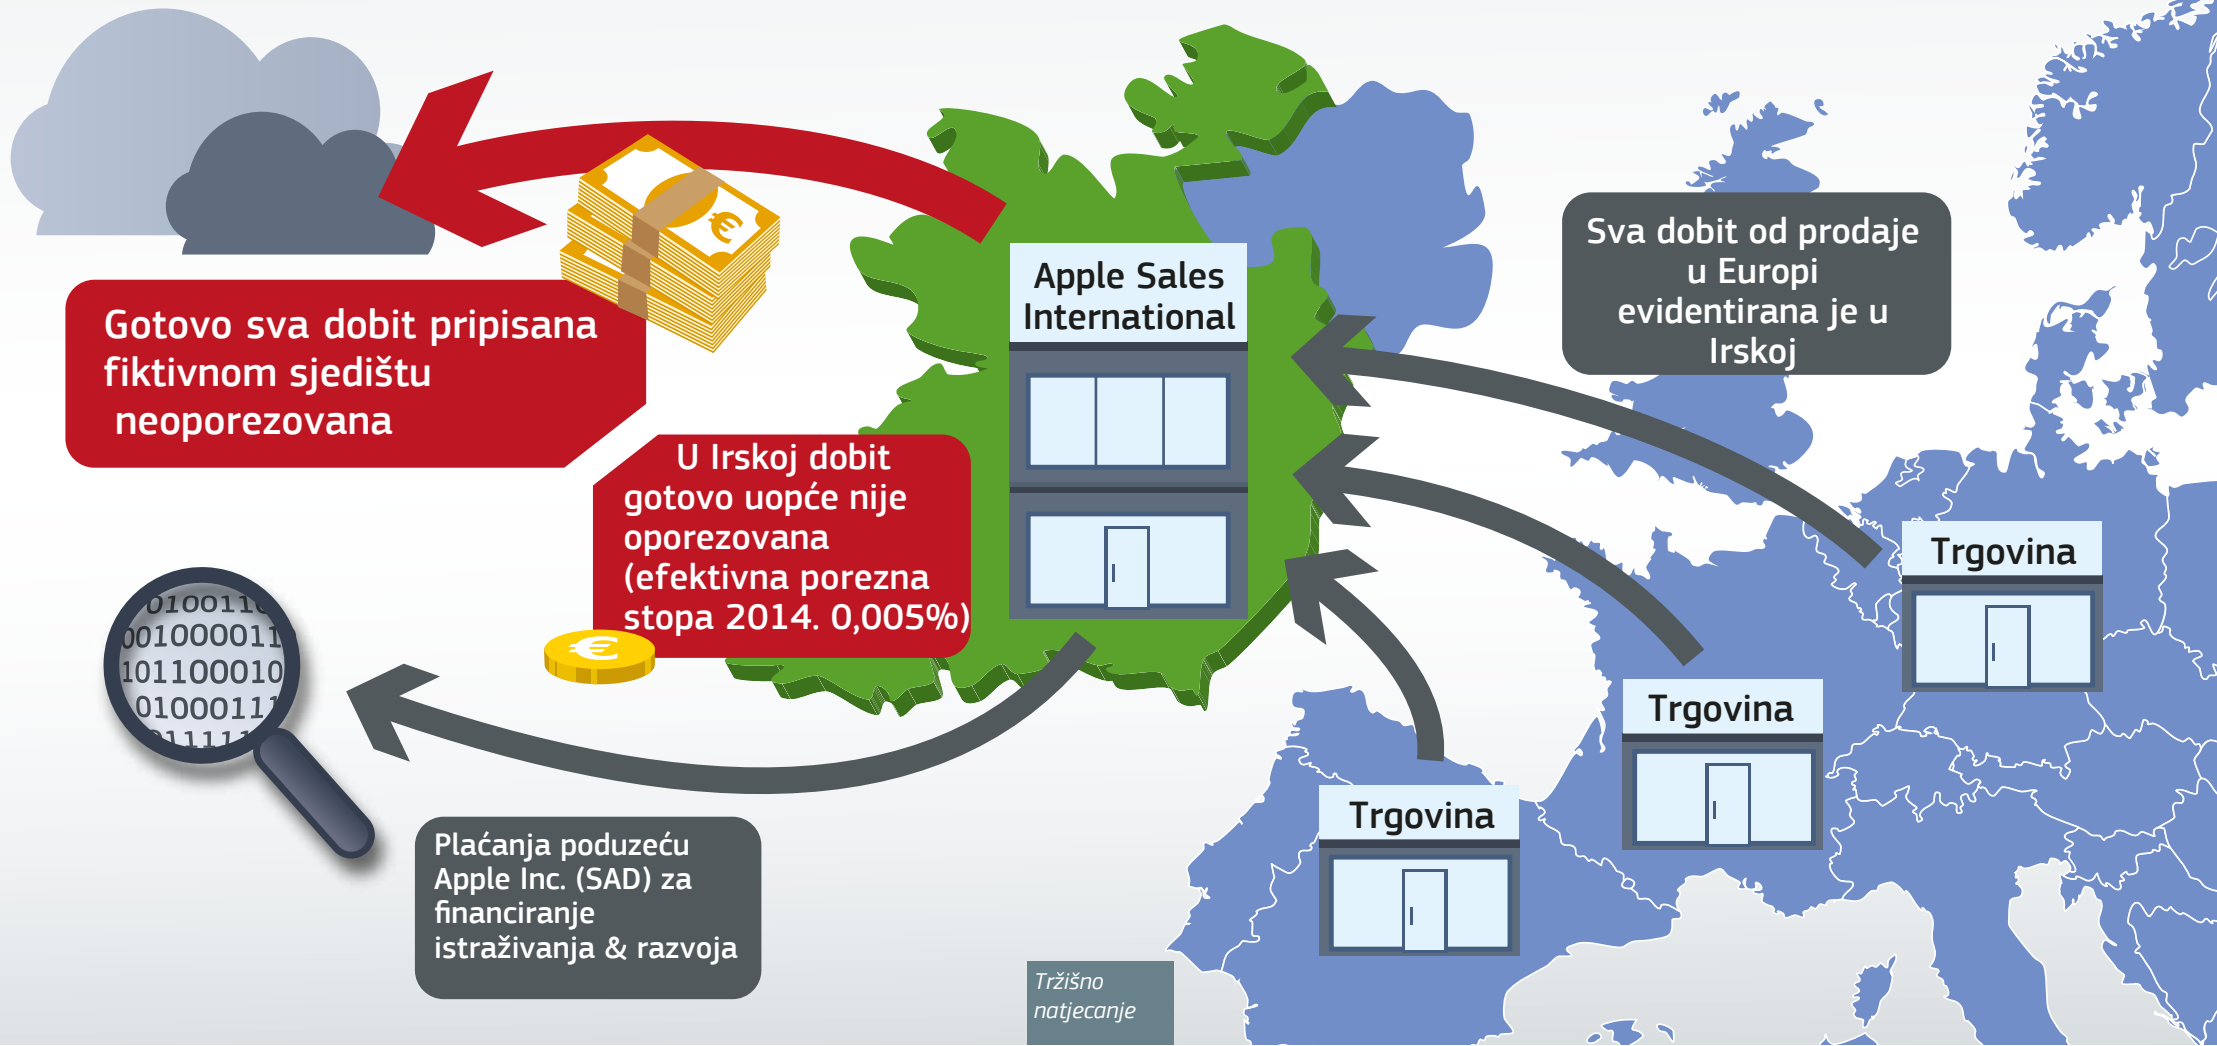 Gotovo sva dobit pripisana
fiktivnom sjedištu
neoporezovana
U Irskoj dobit
gotovo uopće nije
oporezovana
(efektivna porezna
stopa 2014. 0,005%)
Apple Sales
International
Sva dobit od prodaje
u Europi
evidentirana je u
Irskoj
Trgovina
Trgovina
Trgovina
€
€
001000011
101100010
Plaćanja poduzeću
Apple Inc. (SAD) za
financiranje
istraživanja & razvoja
Tržišno
natjecanje